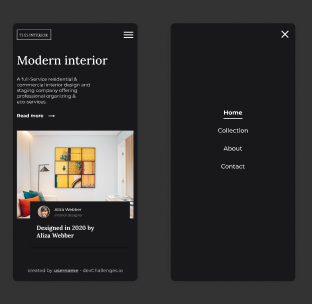 THIS INTERIOR
Modern interior
A full-service residential &
commercial interior design and
staging company offering
professional organizing &
eco-services.
Read more →
Aliza Webber
interior designer
Designed in 2020 by
Aliza Webber
created by username - devChallenges.io
Home
Collection
About
Contact